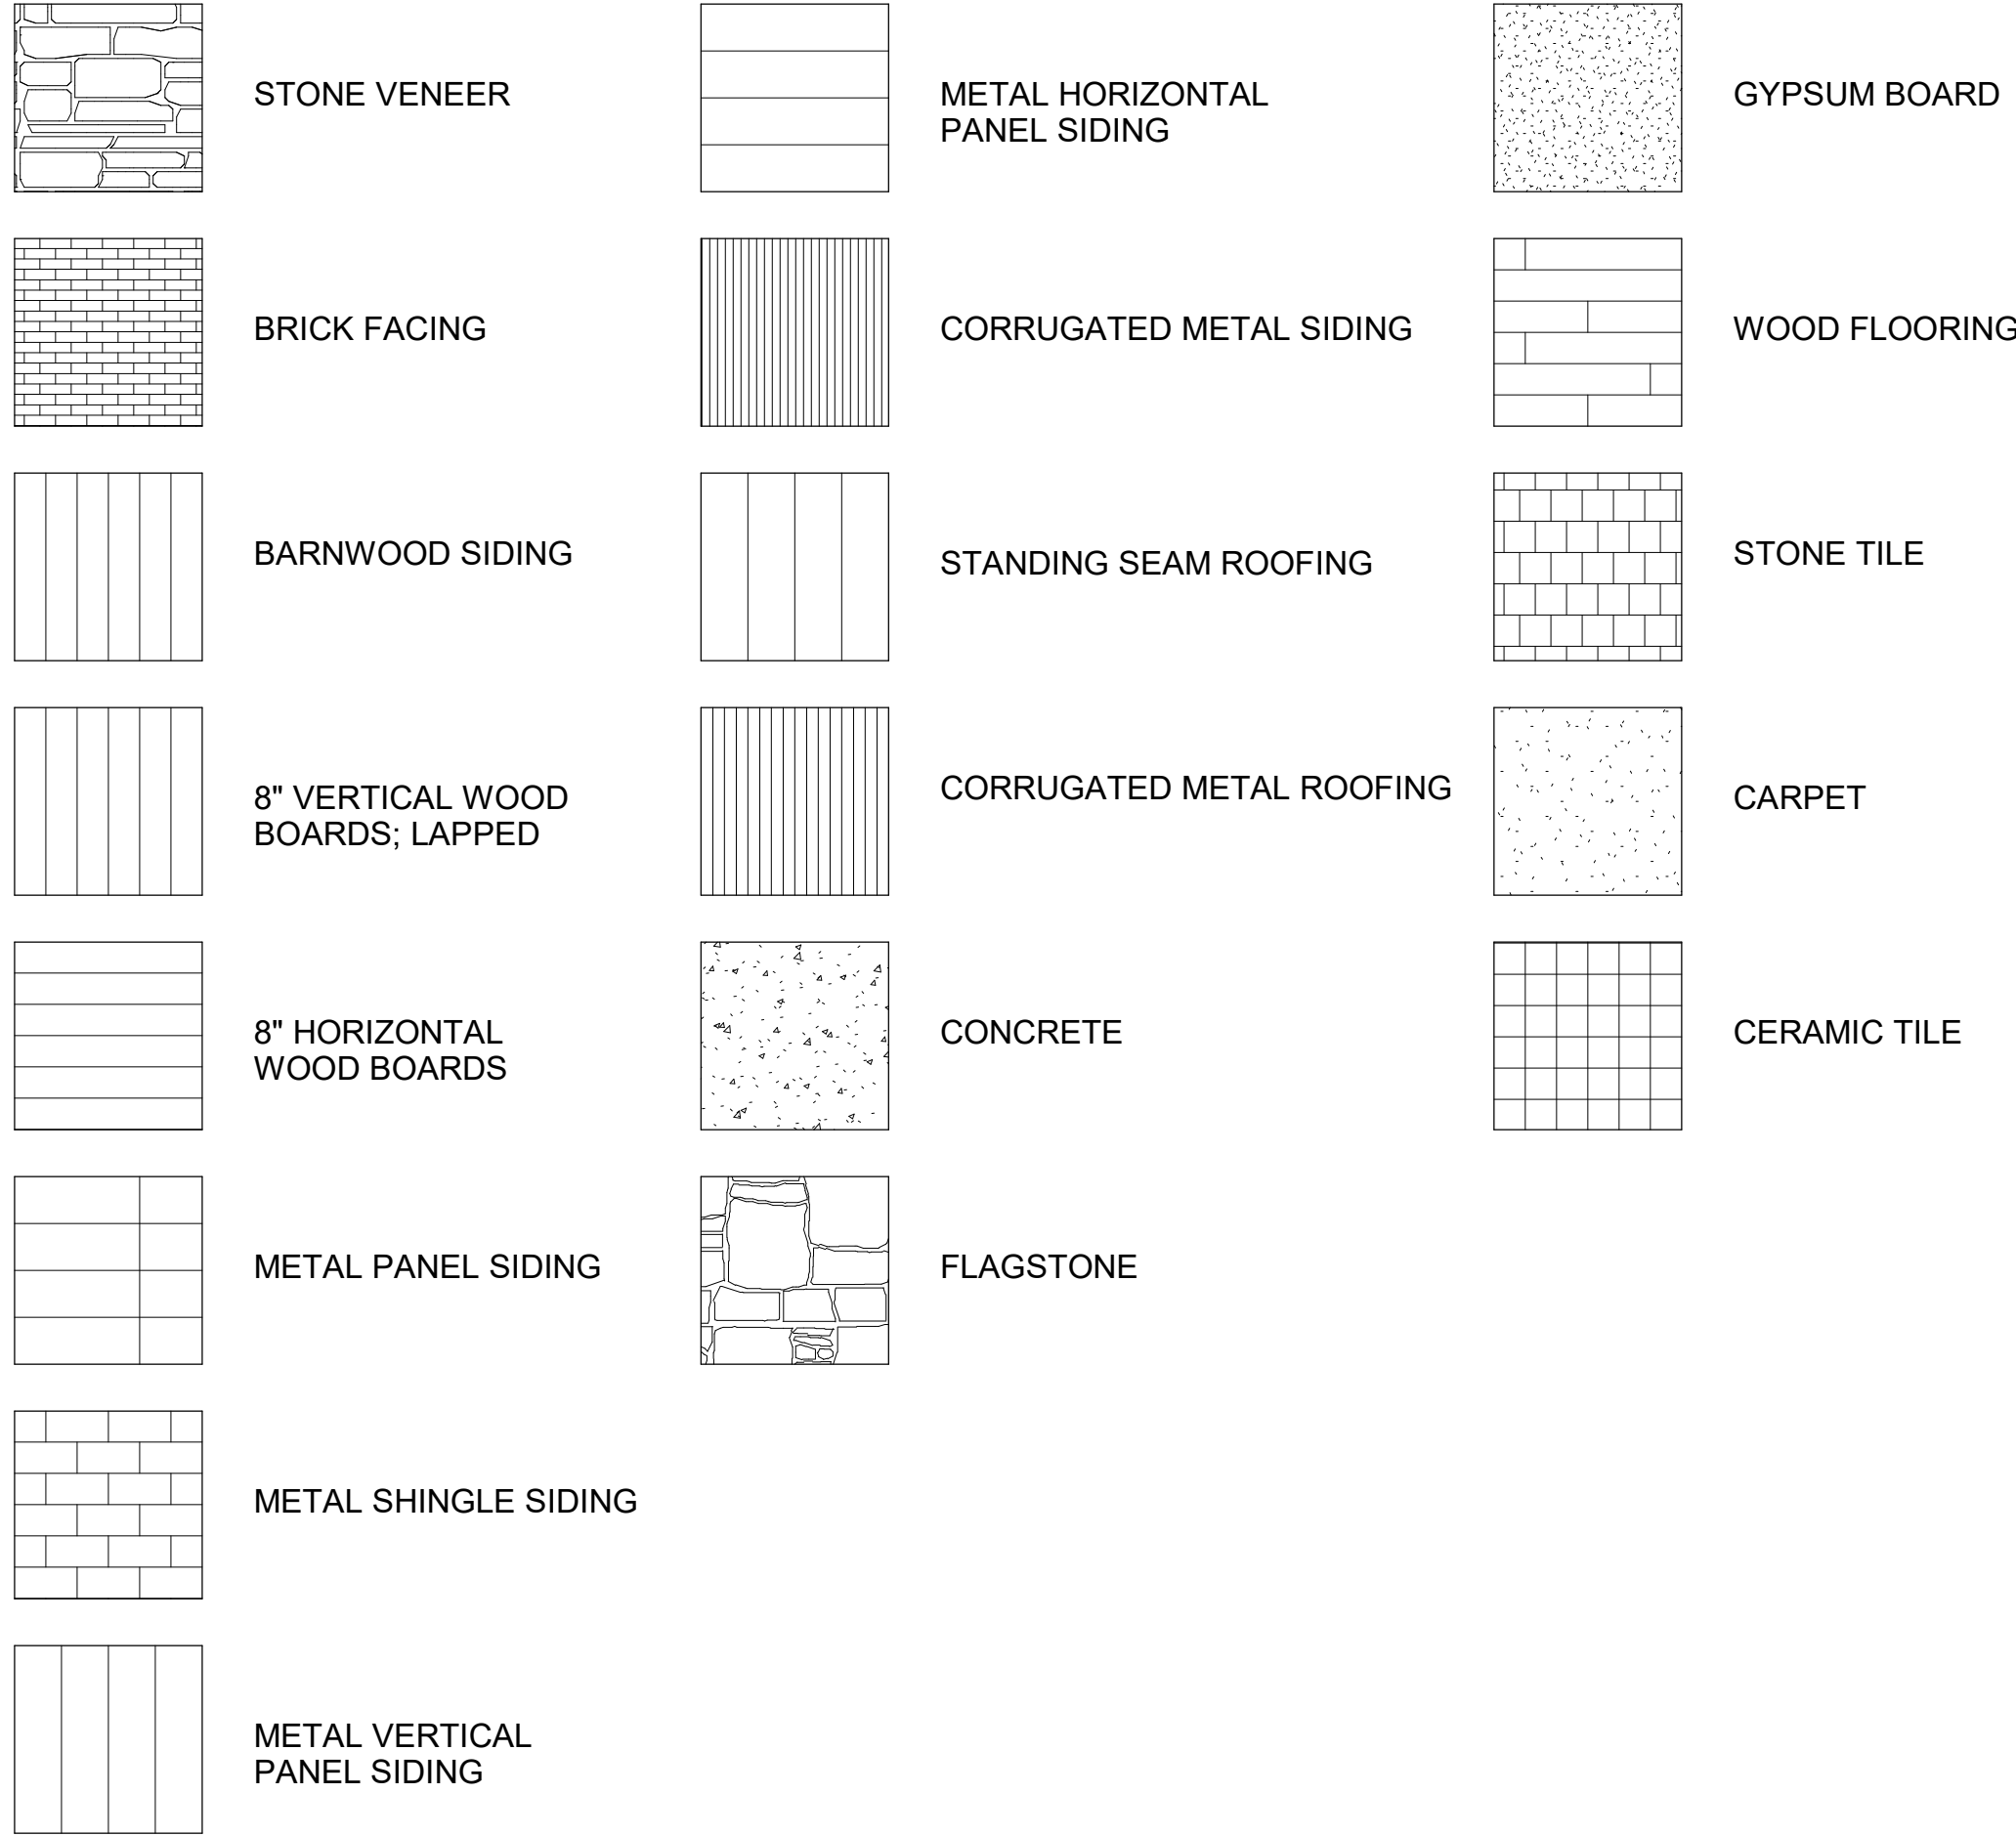 STONE VENEER
BRICK FACING
BARNWOOD SIDING
8" VERTICAL WOOD
BOARDS; LAPPED
8" HORIZONTAL
WOOD BOARDS
METAL PANEL SIDING
METAL SHINGLE SIDING
METAL VERTICAL
PANEL SIDING
METAL HORIZONTAL
PANEL SIDING
CORRUGATED METAL SIDING
STANDING SEAM ROOFING
CORRUGATED METAL ROOFING
CONCRETE
FLAGSTONE
GYPSUM BOARD
WOOD FLOORING
STONE TILE
CARPET
CERAMIC TILE